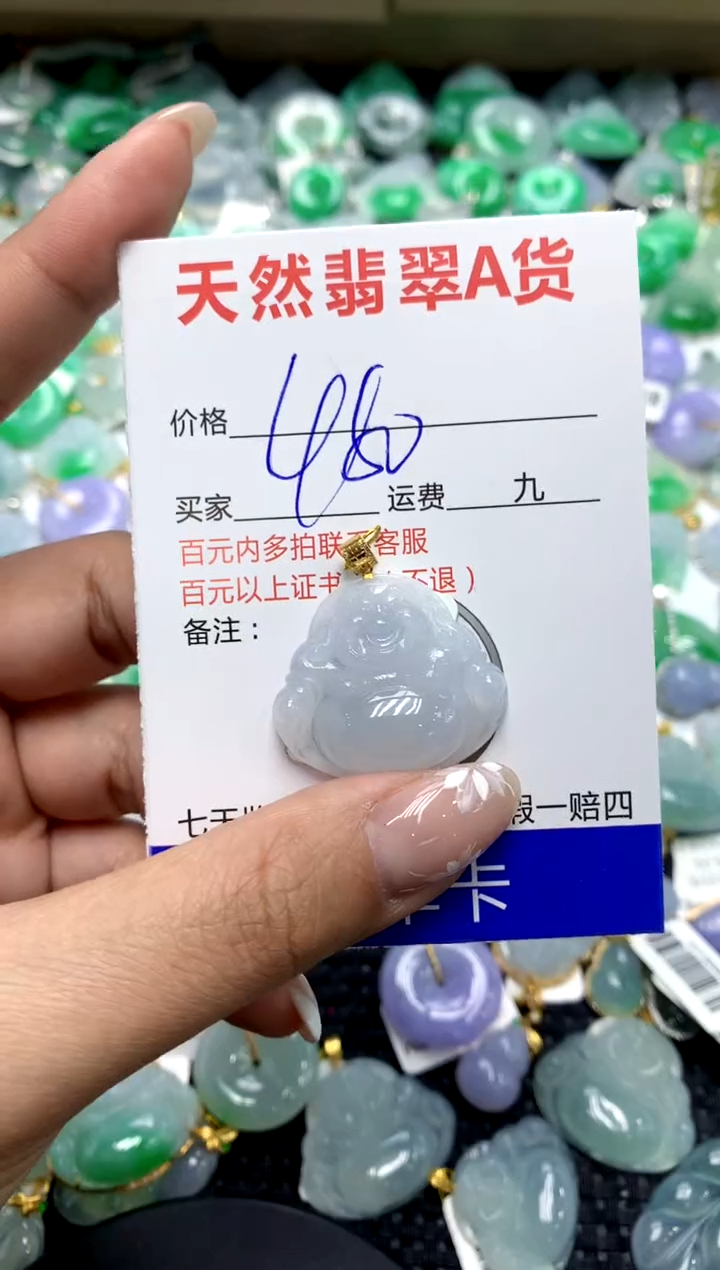 天然翡翠A货
价格 480
买家 运费 九
百元内多拍联 客服
百元以上证书 不退）
备注：
七天 假一赔四
卡